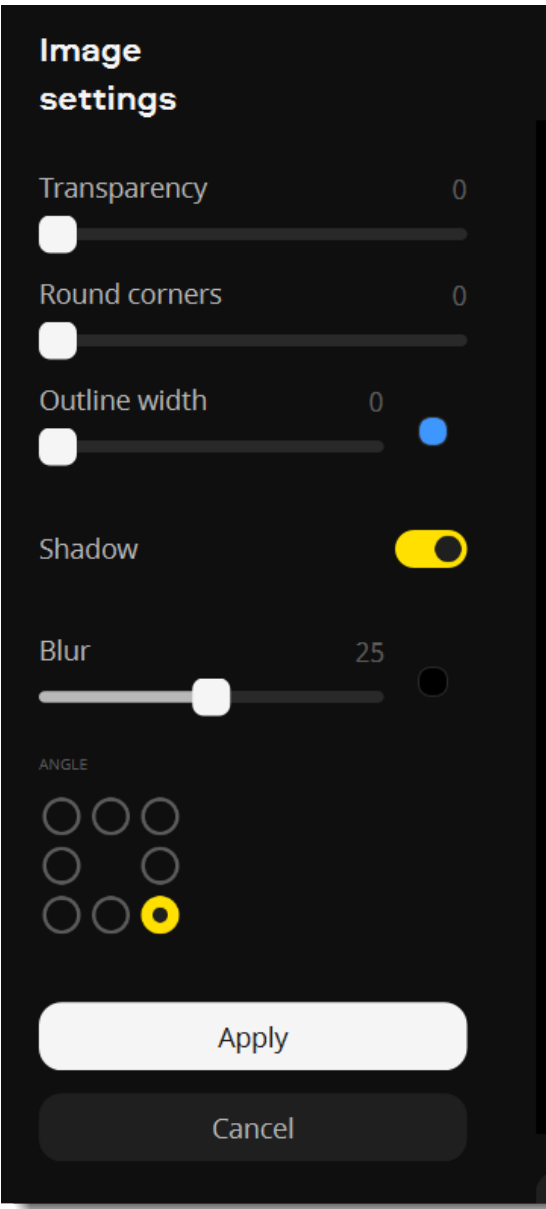 Image
settings
Transparency 0
Round corners 0
Outline width 0
Shadow
Blur 25
ANGLE
Apply
Cancel